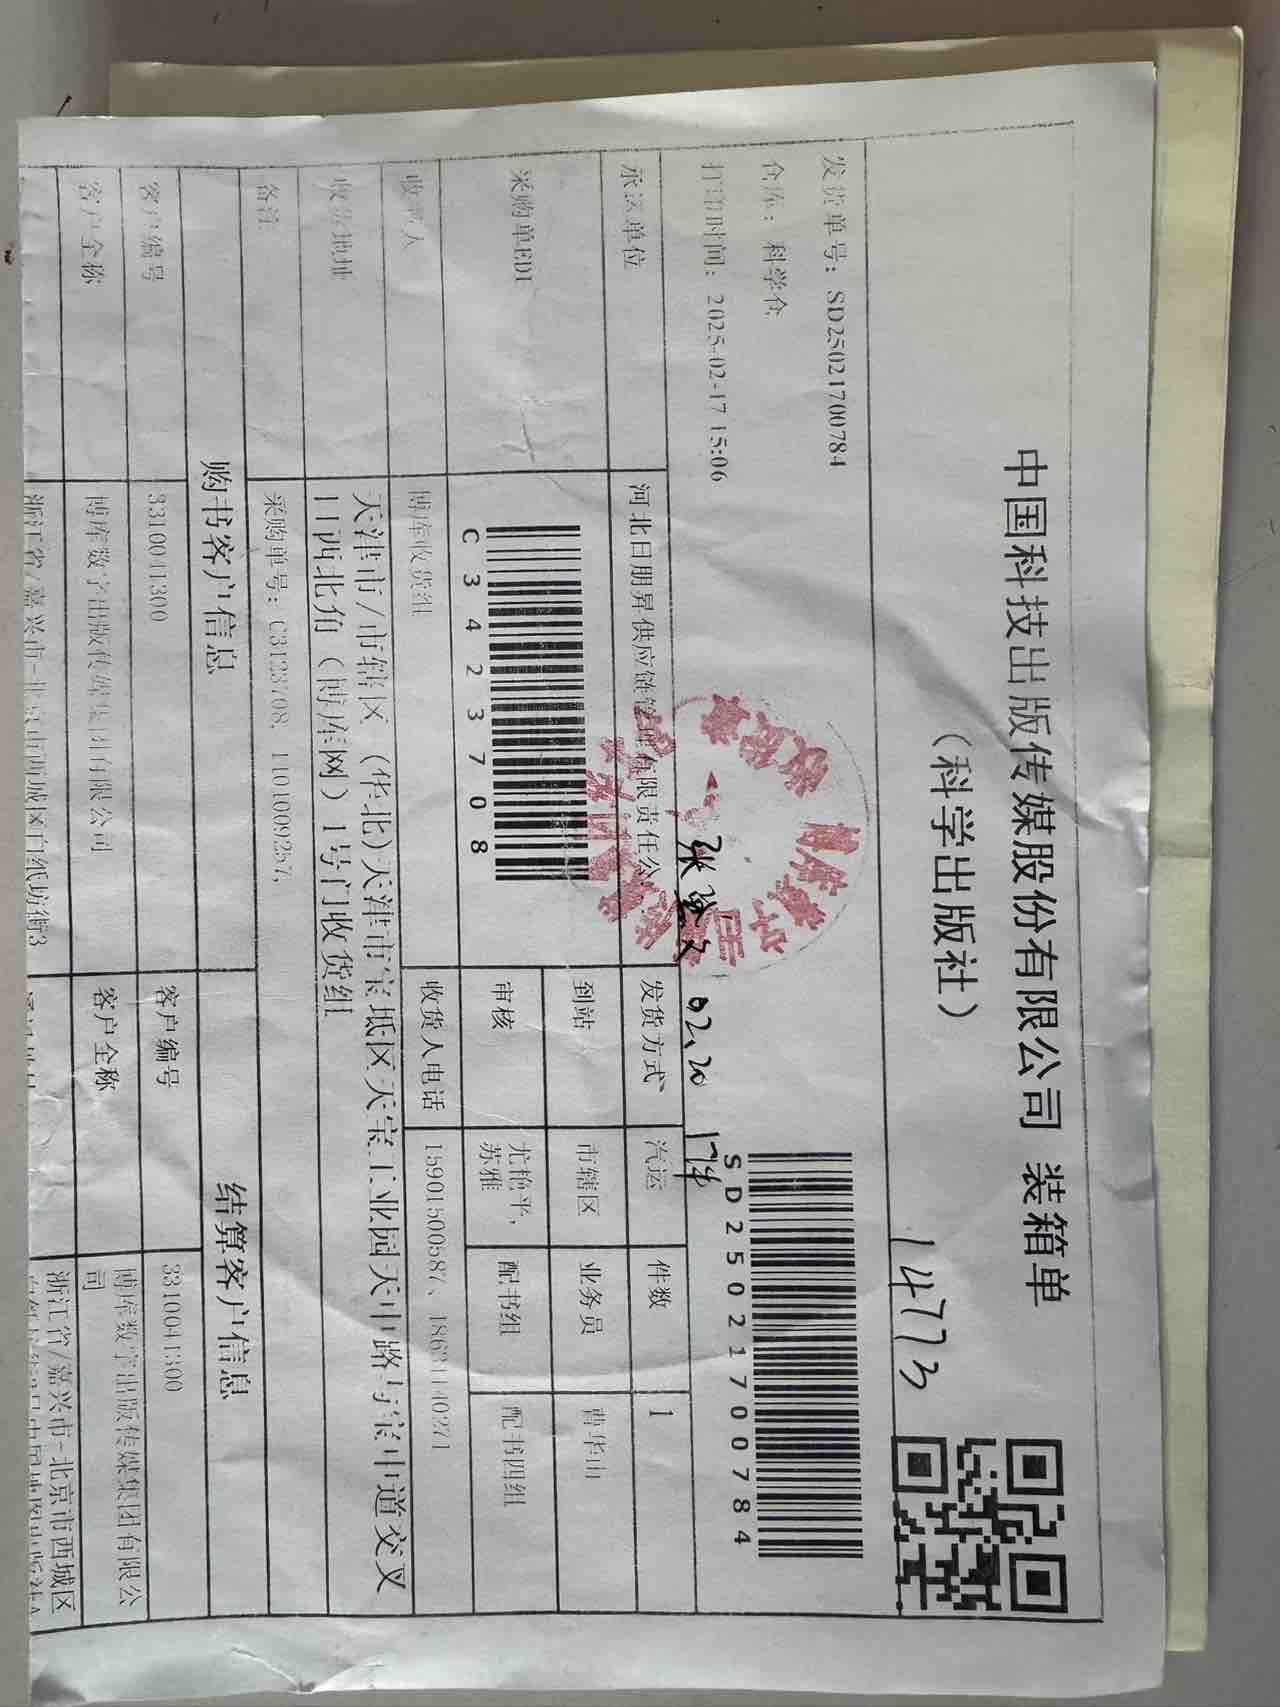 中国科技出版传媒股份有限公司 装箱单
（科学出版社）
14773
发货单号：SD25021700784
仓库：科学仓
打印时间：2025-02-17 15:06
SD25021700784
02.20 1件
承运单位 河北日朋昇供应链管理有限责任公 发货方式 汽运 件数 1
采购单EDI C3423708 到站 市辖区 业务员 曹华山
审核 尤艳平，苏雅 配书组 配书四组
收货人 博库收货组 收货人电话 15901500587、18631140271
收货地址 天津市/市辖区（华北）天津市宝坻区天宝工业园天中路与宝中道交叉
口西北角（博库网）1号门收货组
备注 采购单号：
购书客户信息 结算客户信息
客户编号 3310041300 客户编号 3310041300
客户全称 博库数字出版传媒集团有限公司 客户全称 博库数字出版传媒集团有限公
司
浙江省/嘉兴市-北京市西城区白纸坊街3 浙江省/嘉兴市-北京市西城区